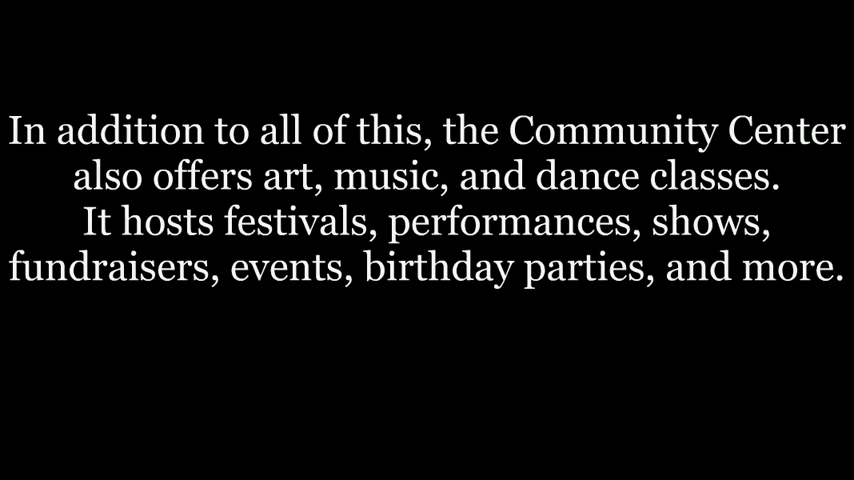 In addition to all of this, the Community Center
also offers art, music, and dance classes.
It hosts festivals, performances, shows,
fundraisers, events, birthday parties, and more.